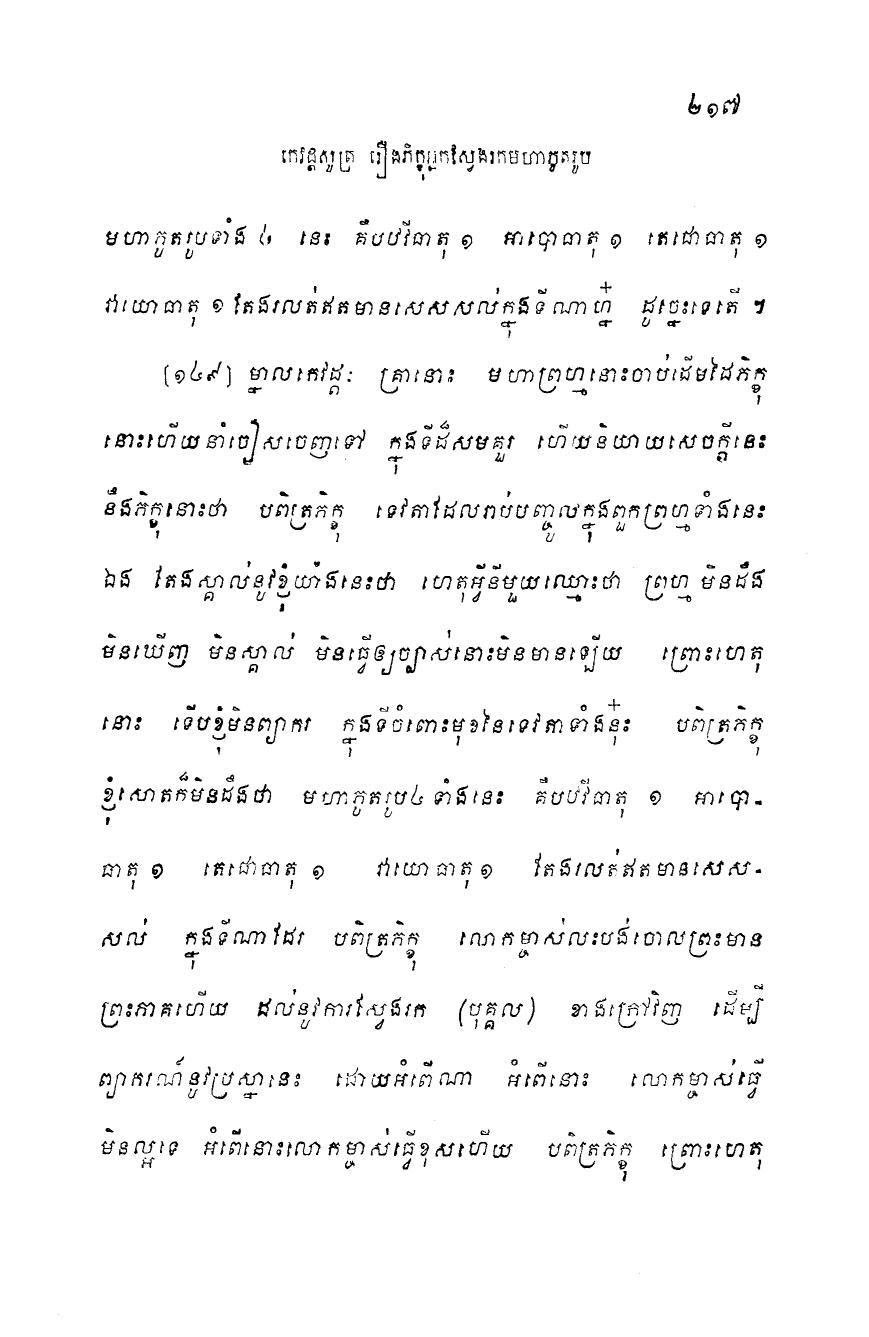 ២១៧
កេវដ្តសូត្រ រឿងភិក្ខុអ្នកស្វែងរកមហាភូតរូប
មហាភូតរូបទាំង ៤ នេះ គឺបឋវីធាតុ ១ អាបោធាតុ ១ តេជោធាតុ ១
វាយោធាតុ ១ តែងរលត់ឥតមានសេសសល់ក្នុងទីណាហ្ន៎ ដូច្នេះទេតើ ។
[១៤៩] ម្នាលកេវដ្តៈ គ្រានោះ មហាព្រហ្មនោះចាប់ដើមដៃភិក្ខុ
នោះហើយនាំចៀសចេញទៅ ក្នុងទីដ៏សមគួរ ហើយនិយាយសេចក្តីនេះ
នឹងភិក្ខុនោះថា បពិត្រភិក្ខុ ទេវតាដែលរាប់បញ្ចូលក្នុងពួកព្រហ្មទាំងនេះ
ឯង តែងស្គាល់នូវខ្ញុំយ៉ាងនេះថា ហេតុអ្វីនីមួយឈ្មោះថា ព្រហ្ម មិនដឹង
មិនឃើញ មិនស្គាល់ មិនធ្វើឲ្យច្បាស់នោះមិនមានឡើយ ព្រោះហេតុ
នោះ ទើបខ្ញុំមិនព្យាករ ក្នុងទីចំពោះមុខនៃទេវតាទាំងនុ៎ះ បពិត្រភិក្ខុ
ខ្ញុំសោតក៏មិនដឹងថា មហាភូតរូប៤ ទាំងនេះ គឺបឋវីធាតុ ១ អាបោ-
ធាតុ ១ តេជោធាតុ ១ វាយោធាតុ ១ តែងរលត់ឥតមានសេស-
សល់ ក្នុងទីណាដែរ បពិត្រភិក្ខុ លោកម្ចាស់លះបង់ចោលព្រះមាន
ព្រះភាគហើយ ដល់នូវការស្វែងរក (បុគ្គល) ខាងក្រៅវិញ ដើម្បី
ព្យាករណ៍នូវប្រស្នានេះ ដោយអំពើណា អំពើនោះ លោកម្ចាស់ធ្វើ
មិនល្អទេ អំពើនោះលោកម្ចាស់ធ្វើខុសហើយ បពិត្រភិក្ខុ ព្រោះហេតុ